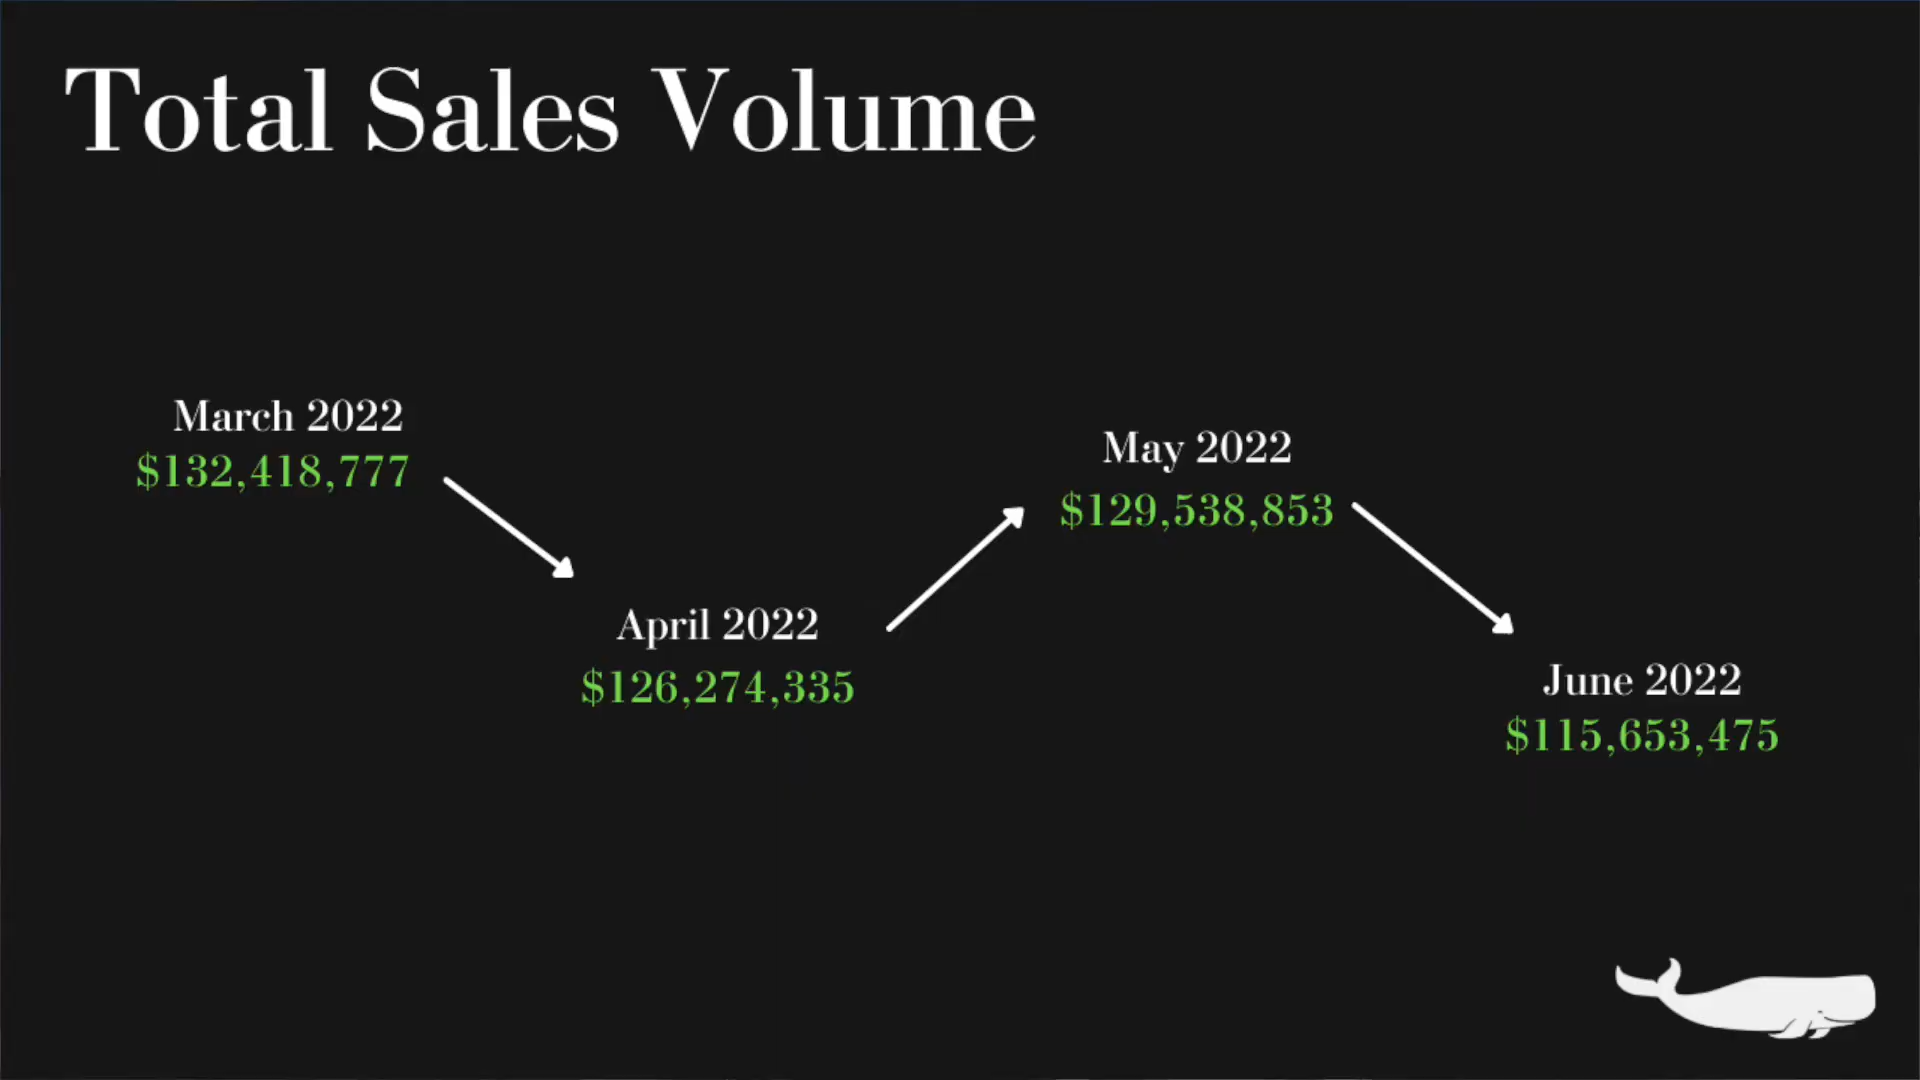 Total Sales Volume
March 2022
$132,418,777
April 2022
$126,274,335
May 2022
$129,538,853
June 2022
$115,653,475